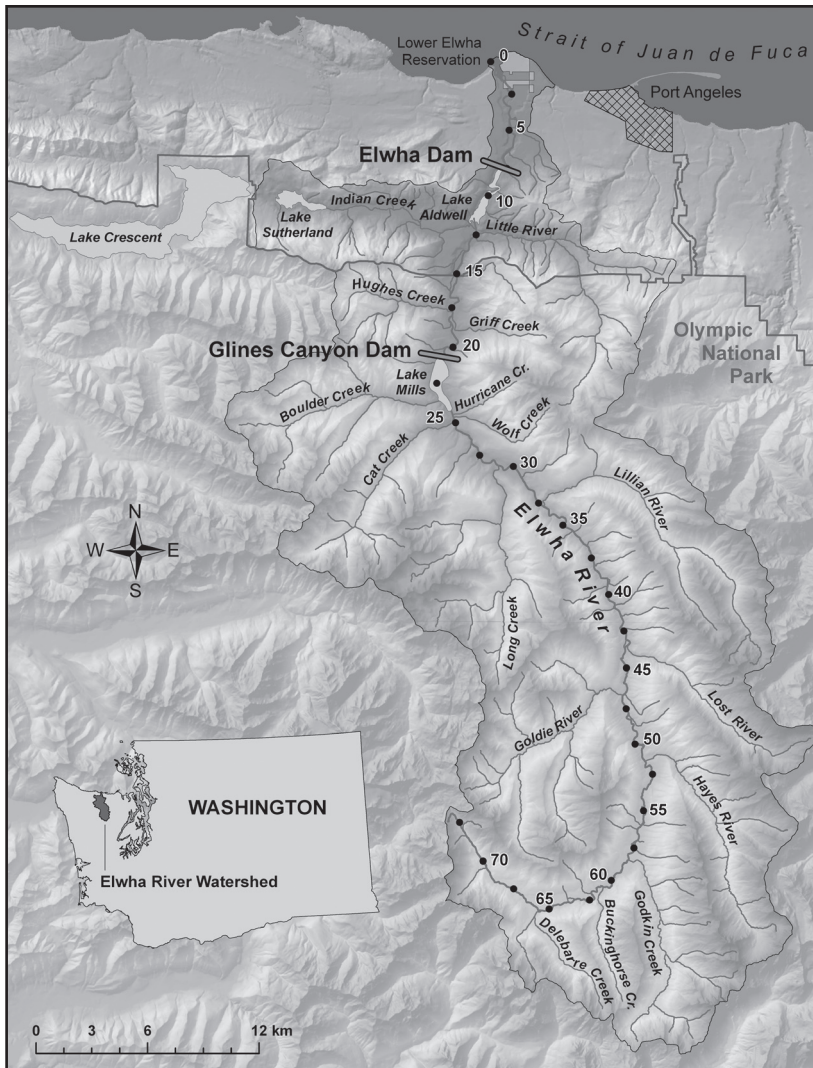 Strait of Juan de Fuca
Lower Elwha
Reservation
0
Port Angeles
5
Elwha Dam
Indian Creek
Lake
Aldwell
10
Lake
Sutherland
Lake Crescent
Little River
15
Hughes Creek
Griff Creek
Olympic
National
Park
20
Glines Canyon Dam
Lake
Mills
Hurricane Cr.
Boulder Creek
25
Wolf Creek
Cat Creek
30
Lillian River
Elwha River
35
N
W
E
S
40
Long Creek
45
Lost River
Goldie River
50
Hayes River
WASHINGTON
55
Elwha River Watershed
70
60
65
Godkin Creek
Buckinghorse Cr.
Delebarre Creek
0 3 6 12 km